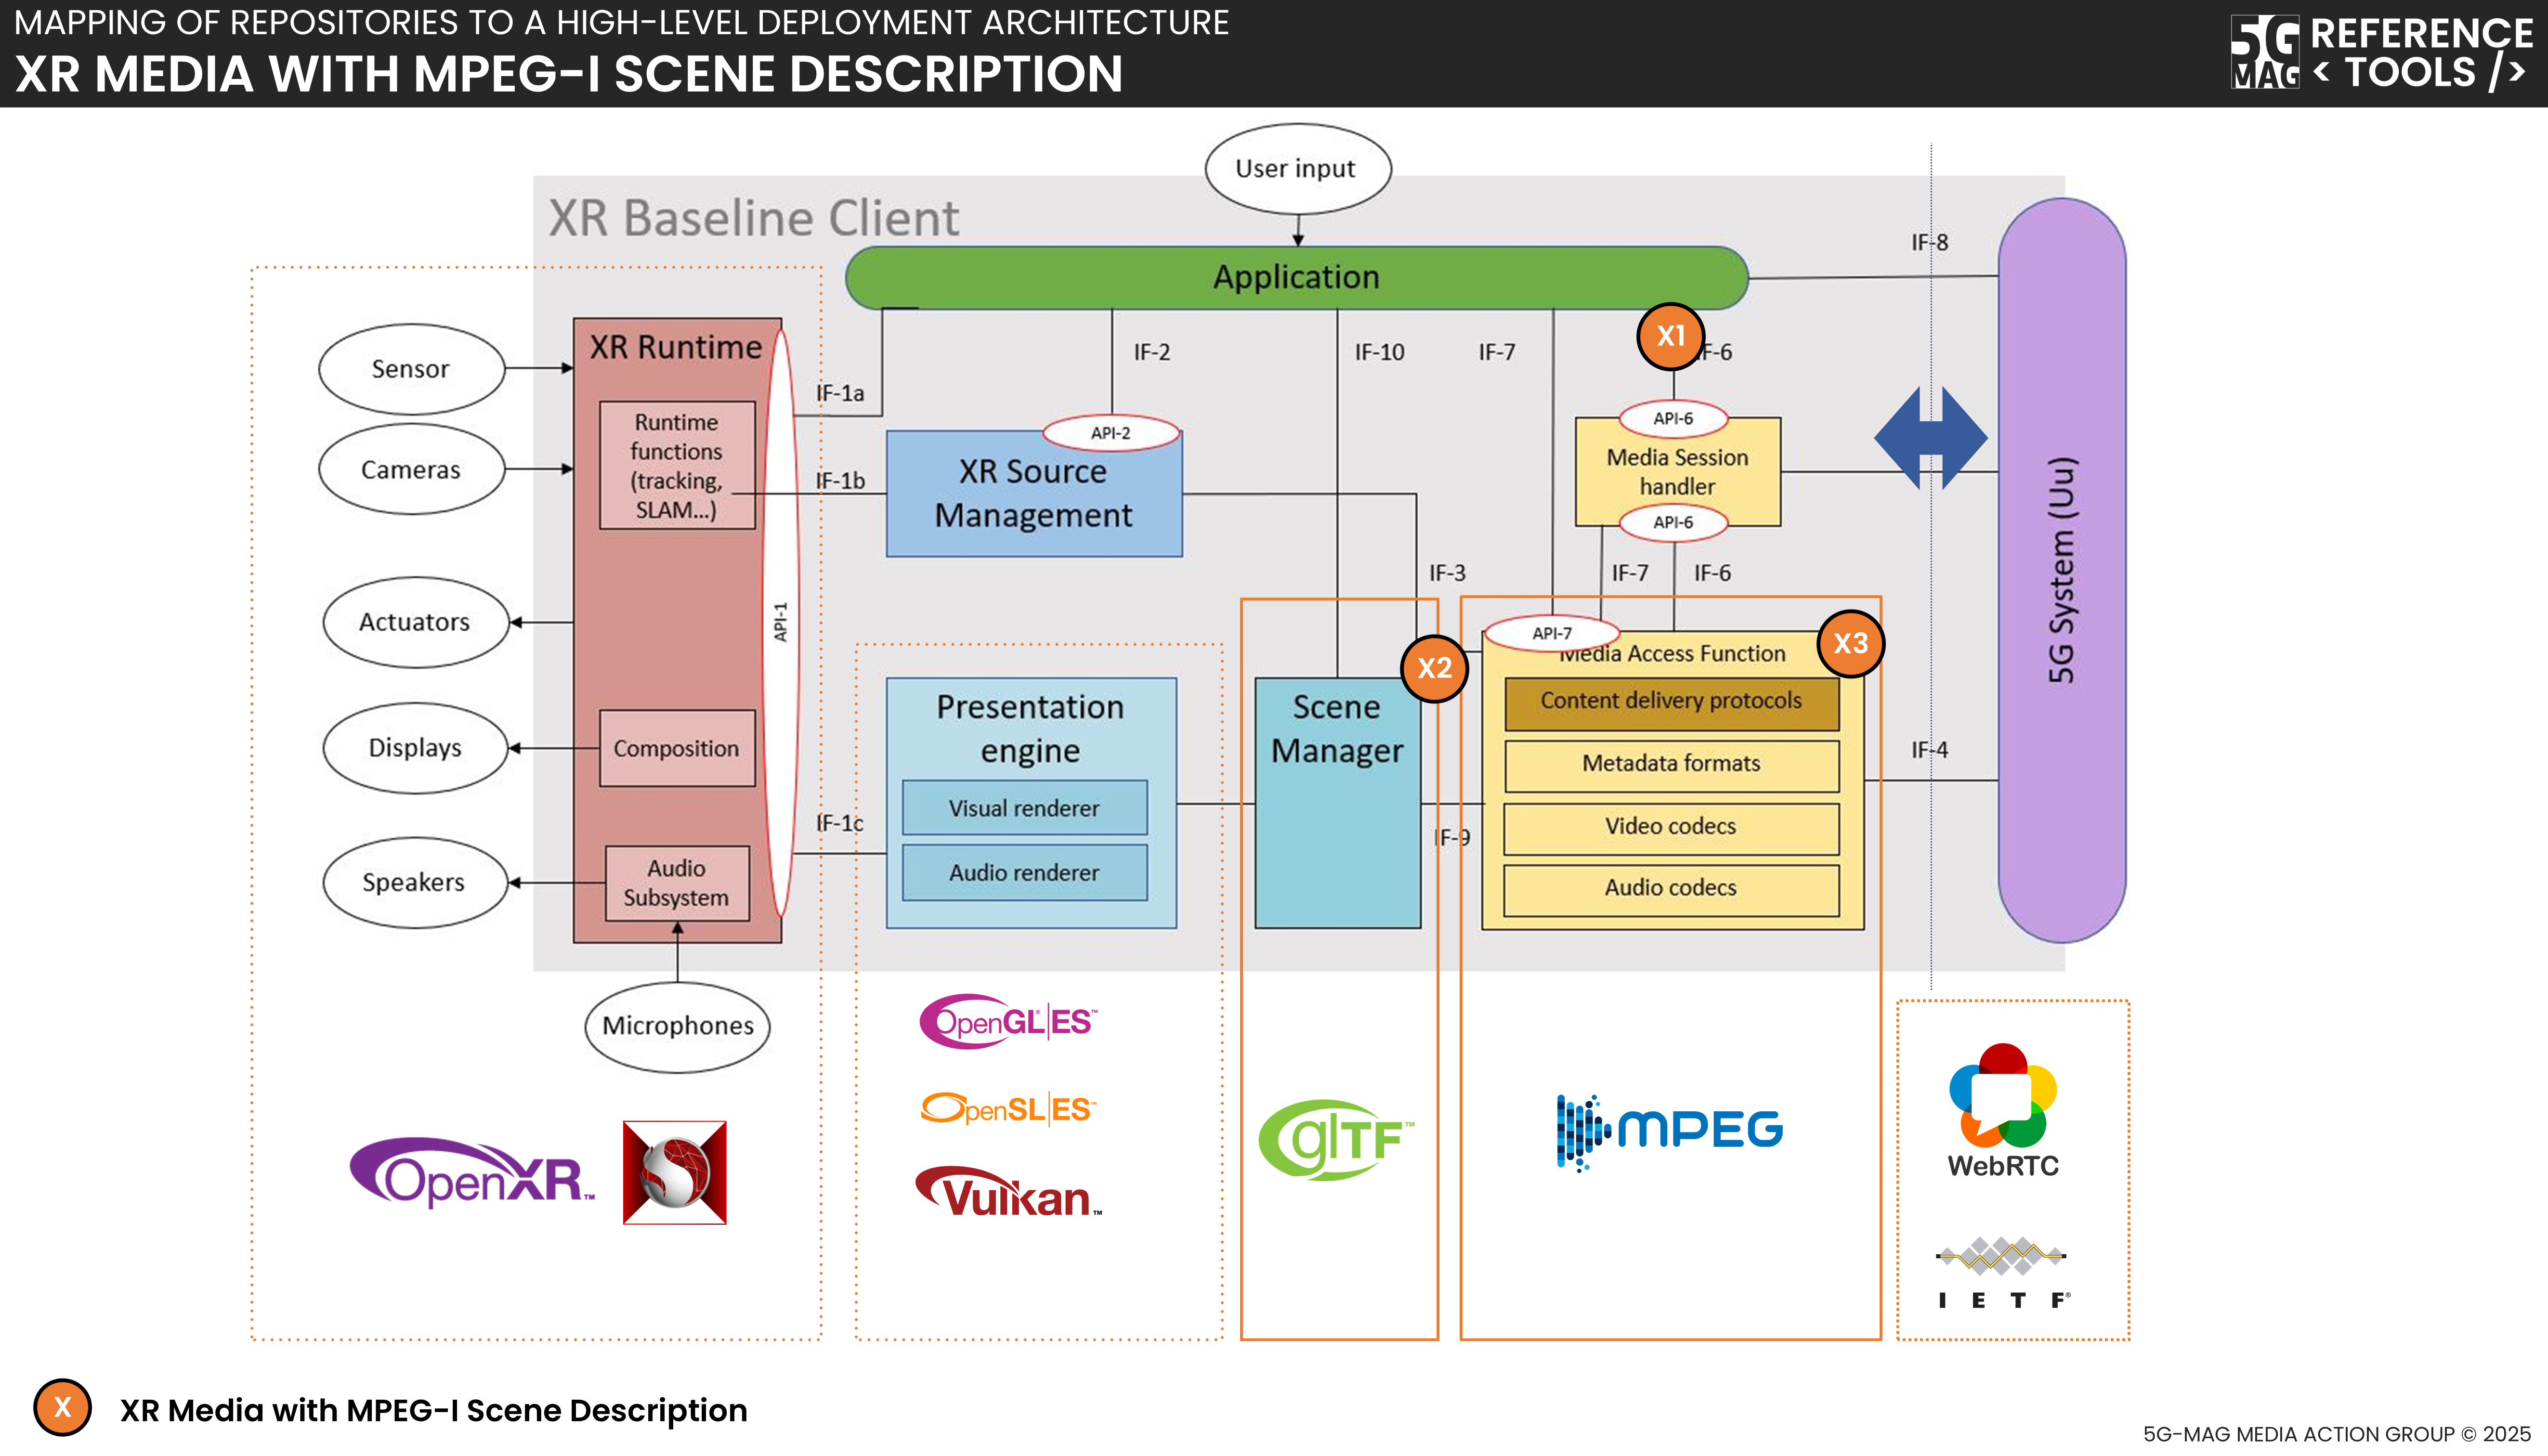 MAPPING OF REPOSITORIES TO A HIGH-LEVEL DEPLOYMENT ARCHITECTURE
XR MEDIA WITH MPEG-I SCENE DESCRIPTION
5G
MAG
REFERENCE
< TOOLS />
User input
XR Baseline Client
IF-8
Application
Sensor
XR Runtime
IF-2
IF-10
IF-7
X1
IF-6
IF-1a
Runtime
functions
(tracking,
SLAM...)
API-6
API-2
Cameras
Media Session
handler
XR Source
Management
IF-1b
API-6
IF-3
IF-7
IF-6
5G System (Uu)
Actuators
API-1
API-7
X3
Media Access Function
X2
Content delivery protocols
Presentation
engine
Scene
Manager
Displays
Composition
Metadata formats
IF-4
Visual renderer
Video codecs
IF-1c
IF-9
Audio renderer
Audio codecs
Speakers
Audio
Subsystem
Microphones
OpenGL|ES™
OpenSL|ES™
Vulkan™
OpenXR™
glTF™
MPEG
WebRTC
I E T F®
X
XR Media with MPEG-I Scene Description
5G-MAG MEDIA ACTION GROUP © 2025